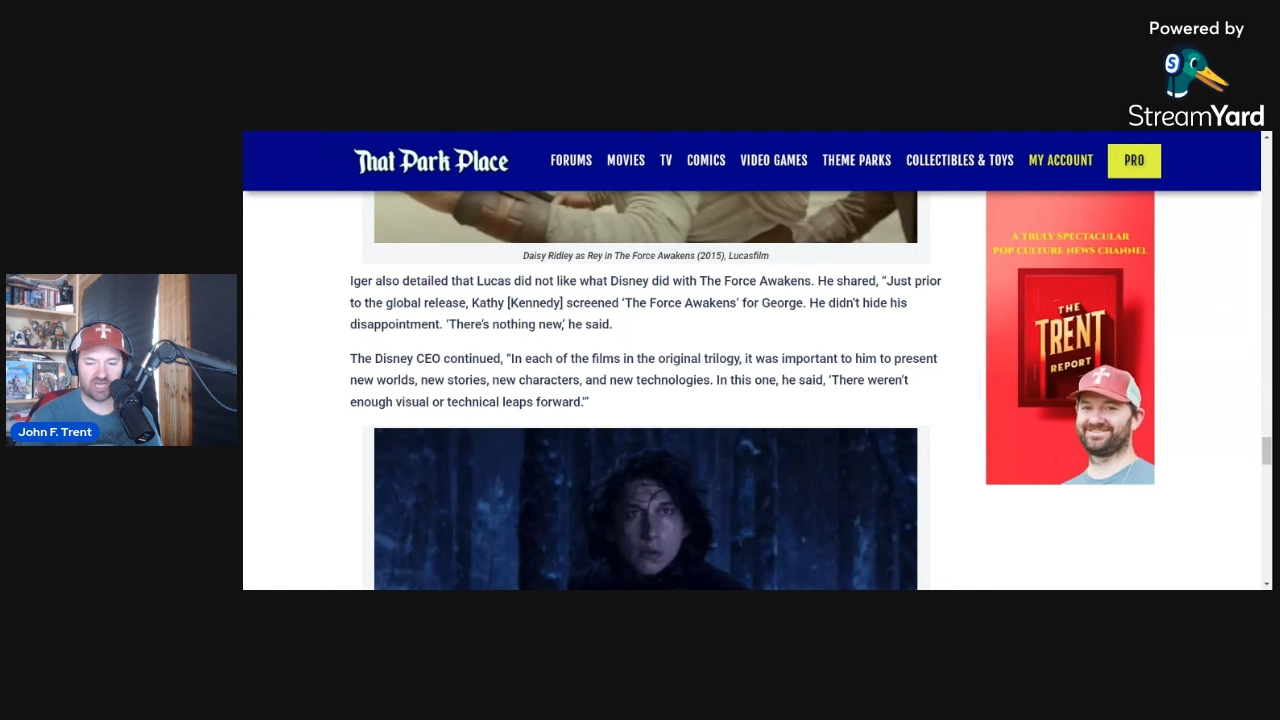 Powered by
S
StreamYard
That Park Place
FORUMS MOVIES TV COMICS VIDEO GAMES THEME PARKS COLLECTIBLES & TOYS MY ACCOUNT PRO
Daisy Ridley as Rey in The Force Awakens (2015), Lucasfilm
Iger also detailed that Lucas did not like what Disney did with The Force Awakens. He shared, “Just prior
to the global release, Kathy [Kennedy] screened ‘The Force Awakens’ for George. He didn’t hide his
disappointment. ‘There’s nothing new,’ he said.
The Disney CEO continued, “In each of the films in the original trilogy, it was important to him to present
new worlds, new stories, new characters, and new technologies. In this one, he said, ‘There weren’t
enough visual or technical leaps forward.’”
A TRULY SPECTACULAR
POP CULTURE NEWS CHANNEL
THE
TRENT
REPORT
John F. Trent